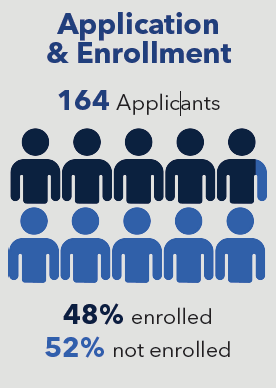 Application
& Enrollment
164 Applicants
48% enrolled
52% not enrolled